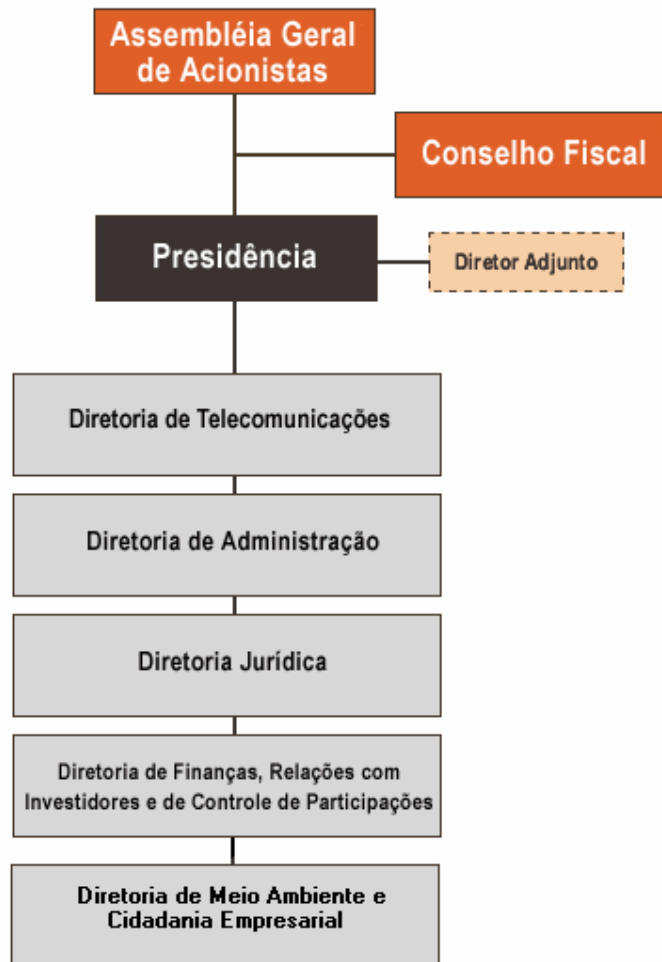 Assembléia Geral
de Acionistas
Conselho Fiscal
Presidência
Diretor Adjunto
Diretoria de Telecomunicações
Diretoria de Administração
Diretoria Jurídica
Diretoria de Finanças, Relações com
Investidores e de Controle de Participações
Diretoria de Meio Ambiente e
Cidadania Empresarial